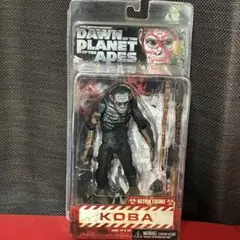 DAWN OF THE
PLANET OF THE
APES
ACTION FIGURE
KOBA